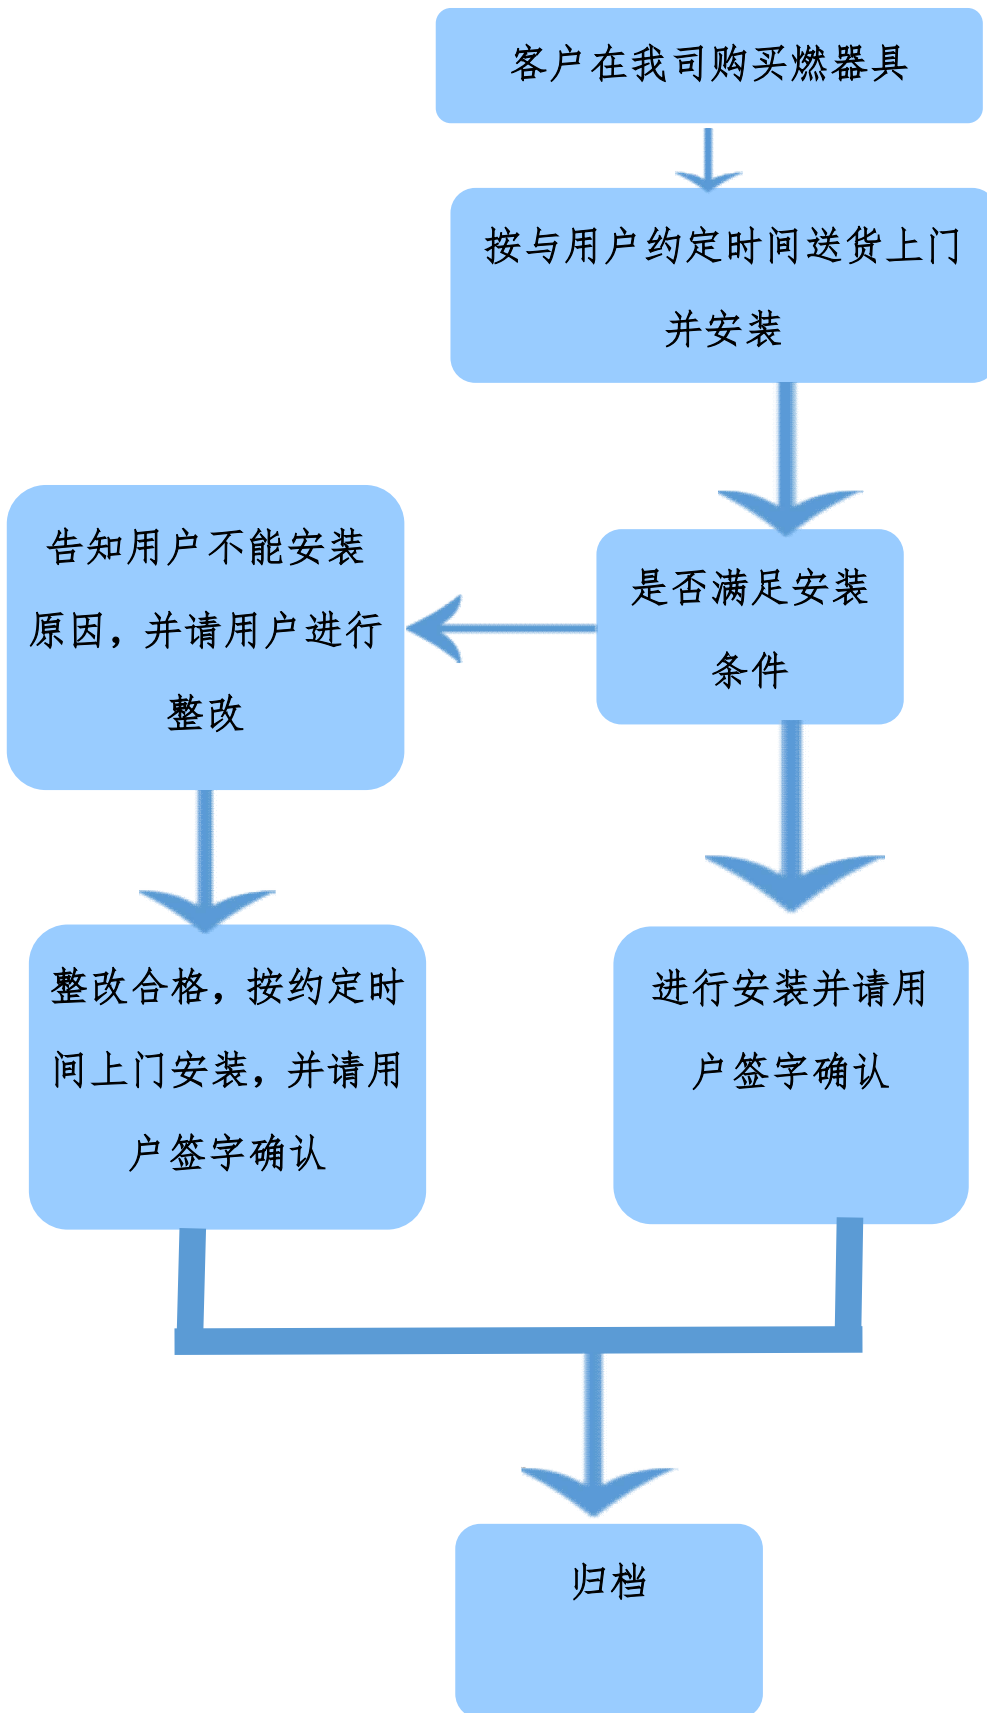 客户在我司购买燃器具
按与用户约定时间送货上门
并安装
是否满足安装
条件
告知用户不能安装
原因，并请用户进行
整改
整改合格，按约定时
间上门安装，并请用
户签字确认
进行安装并请用
户签字确认
归档